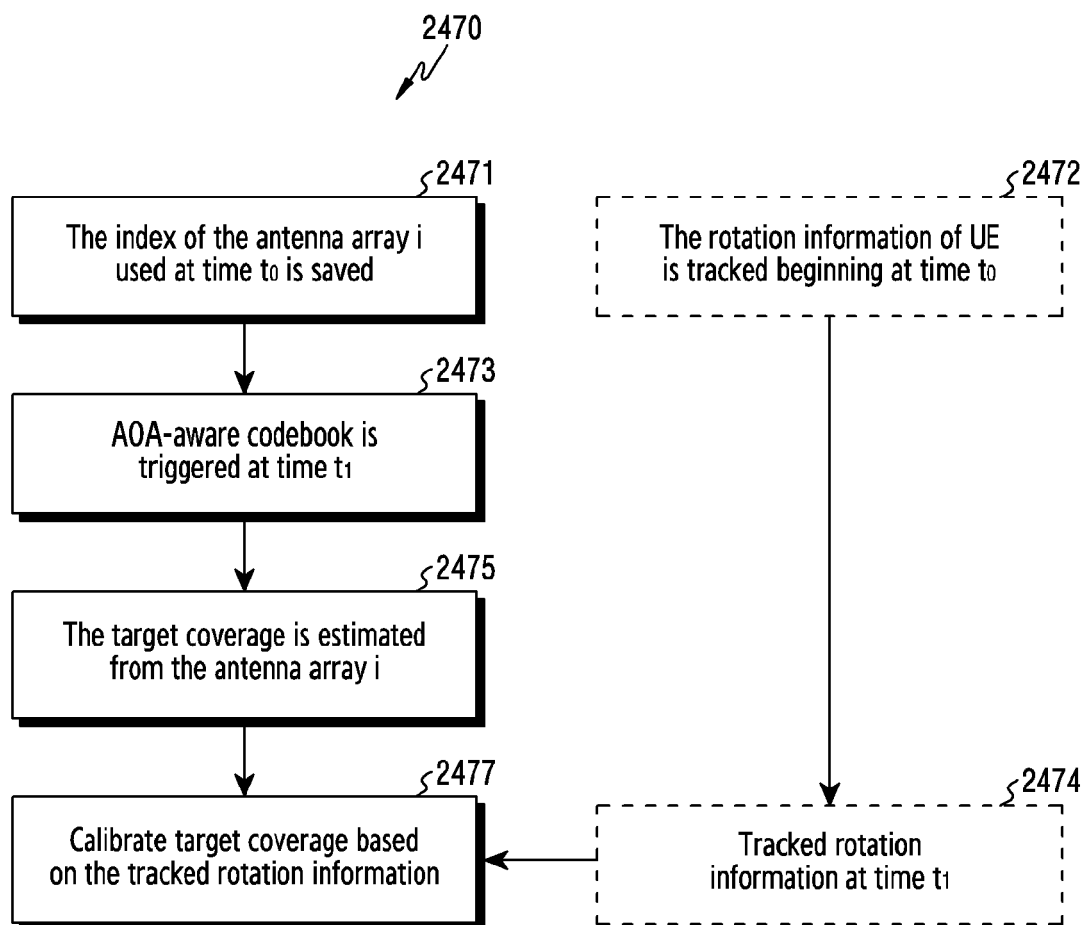 2470
2471
The index of the antenna array i
used at time t0 is saved
2472
The rotation information of UE
is tracked beginning at time t0
2473
AOA-aware codebook is
triggered at time t1
2475
The target coverage is estimated
from the antenna array i
2477
Calibrate target coverage based
on the tracked rotation information
2474
Tracked rotation
information at time t1